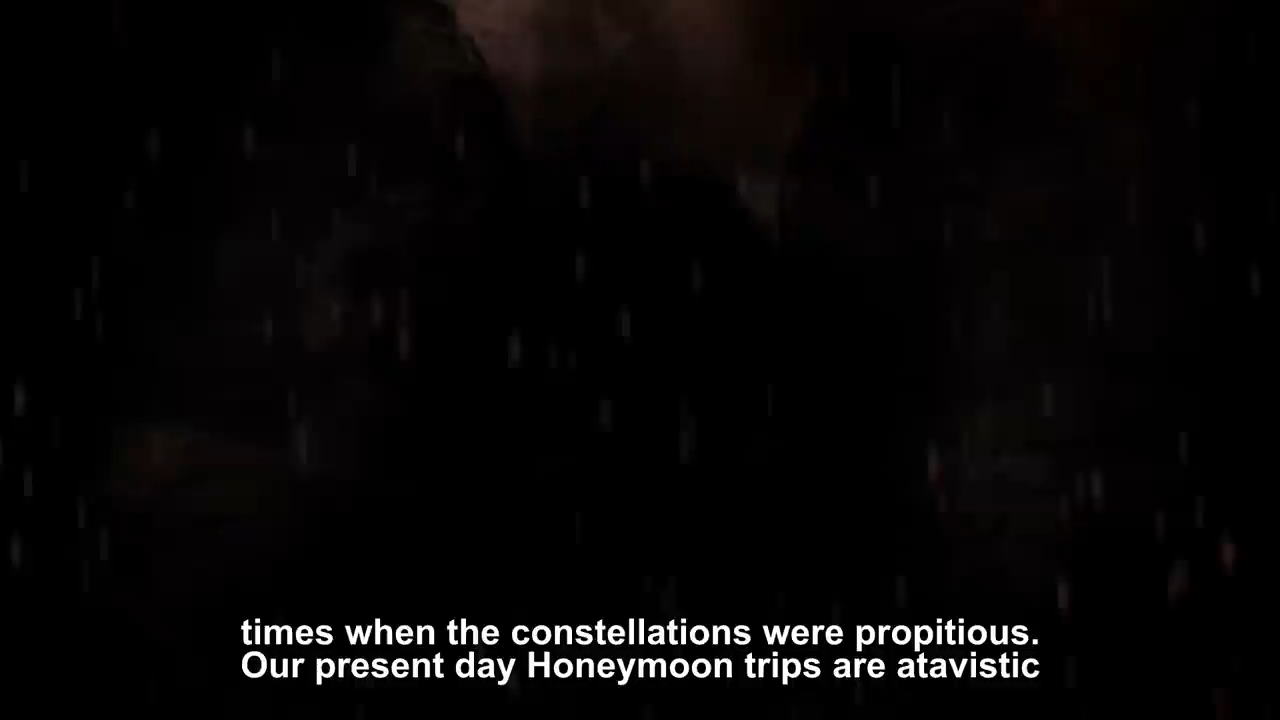 times when the constellations were propitious.
Our present day Honeymoon trips are atavistic